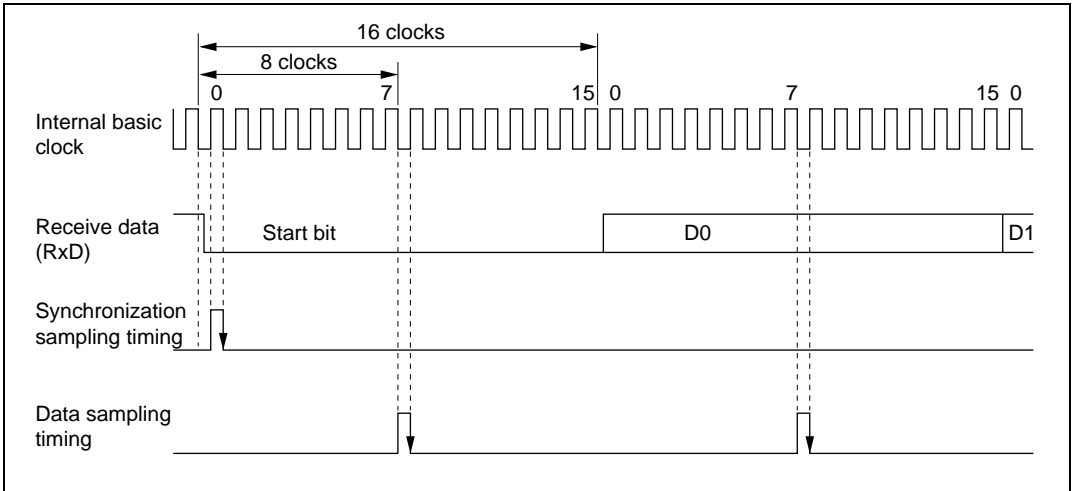 16 clocks
8 clocks
0 7 15 0 7 15 0
Internal basic
clock
Receive data
(RxD)
Start bit D0 D1
Synchronization
sampling timing
Data sampling
timing